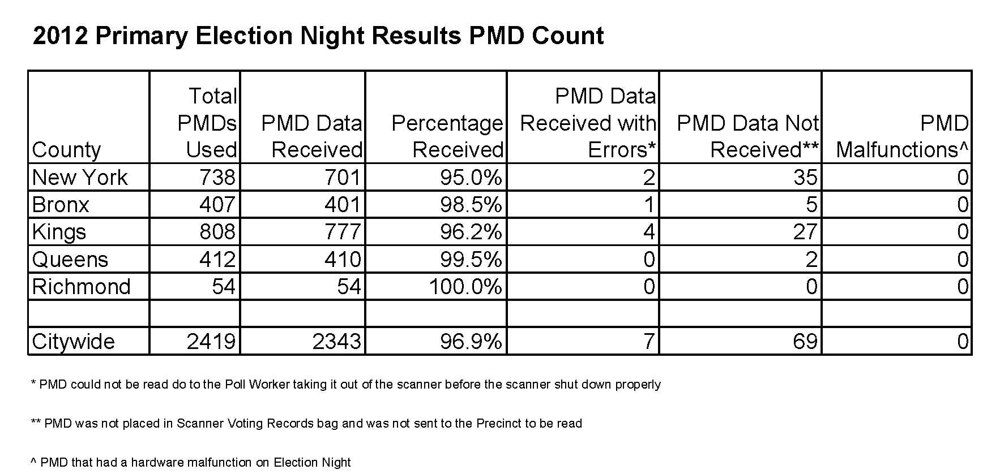 2012 Primary Election Night Results PMD Count
Total PMD Data
PMDs PMD Data Percentage Received with PMD Data Not PMD
County Used Received Received Errors* Received** Malfunctions^
New York 738 701 95.0% 2 35 0
Bronx 407 401 98.5% 1 5 0
Kings 808 777 96.2% 4 27 0
Queens 412 410 99.5% 0 2 0
Richmond 54 54 100.0% 0 0 0
Citywide 2419 2343 96.9% 7 69 0
* PMD could not be read do to the Poll Worker taking it out of the scanner before the scanner shut down properly
** PMD was not placed in Scanner Voting Records bag and was not sent to the Precinct to be read
^ PMD that had a hardware malfunction on Election Night